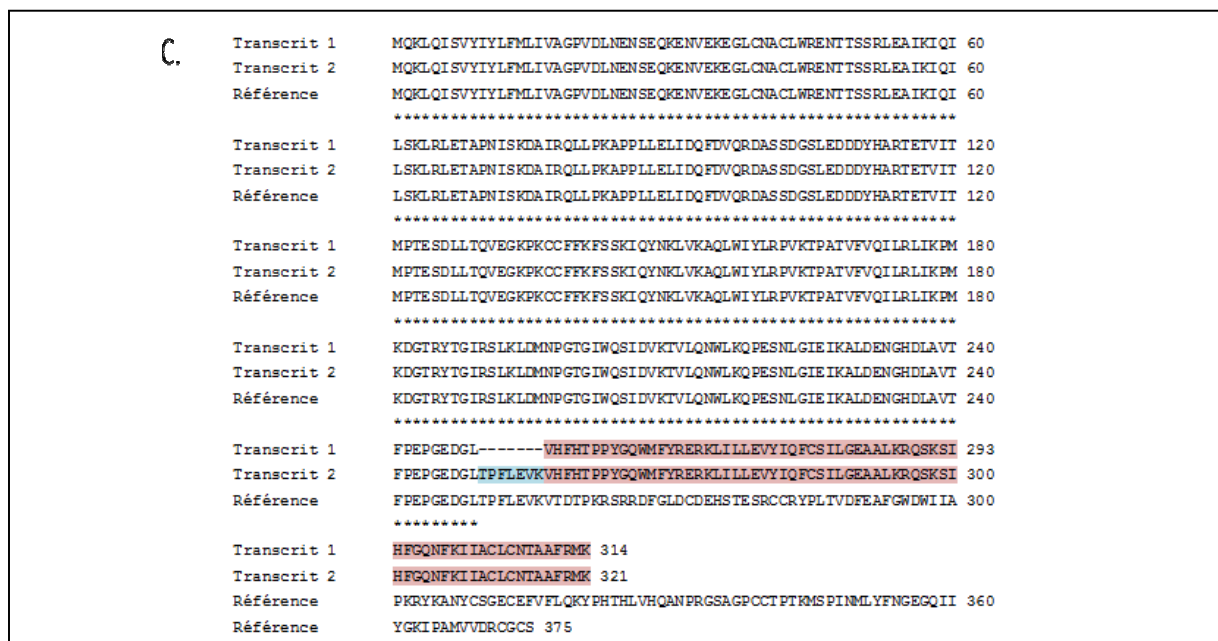 C.
Transcrit 1 MQKLQISVYIYLFMLIVAGPVDLNENSEQKENVEKEGLCNACLWRENTTSSRLEAIKIQI 60
Transcrit 2 MQKLQISVYIYLFMLIVAGPVDLNENSEQKENVEKEGLCNACLWRENTTSSRLEAIKIQI 60
Référence MQKLQISVYIYLFMLIVAGPVDLNENSEQKENVEKEGLCNACLWRENTTSSRLEAIKIQI 60
************************************************************
Transcrit 1 LSKLRLETAPNISKDAIRQLLPKAPPLLELIDQFDVQRDASSDGSLEDDDYHARTETVIT 120
Transcrit 2 LSKLRLETAPNISKDAIRQLLPKAPPLLELIDQFDVQRDASSDGSLEDDDYHARTETVIT 120
Référence LSKLRLETAPNISKDAIRQLLPKAPPLLELIDQFDVQRDASSDGSLEDDDYHARTETVIT 120
************************************************************
Transcrit 1 MPTESDLLTQVEGKPKCCFFKFSSKIQYNKLVKAQLWIYLRPVKTPATVFVQILRLIKPM 180
Transcrit 2 MPTESDLLTQVEGKPKCCFFKFSSKIQYNKLVKAQLWIYLRPVKTPATVFVQILRLIKPM 180
Référence MPTESDLLTQVEGKPKCCFFKFSSKIQYNKLVKAQLWIYLRPVKTPATVFVQILRLIKPM 180
************************************************************
Transcrit 1 KDGTRYTGIRSLKLDMNPGTGIWQSIDVKTVLQNWLKQPESNLGIEIKALDENGHDLAVT 240
Transcrit 2 KDGTRYTGIRSLKLDMNPGTGIWQSIDVKTVLQNWLKQPESNLGIEIKALDENGHDLAVT 240
Référence KDGTRYTGIRSLKLDMNPGTGIWQSIDVKTVLQNWLKQPESNLGIEIKALDENGHDLAVT 240
************************************************************
Transcrit 1 FPEPGEDGL-------VHFHTPPYGQWMFYRERKLILLEVYIQFCSILGEAALKRQSKSI 293
Transcrit 2 FPEPGEDGLTPFLEVKVHFHTPPYGQWMFYRERKLILLEVYIQFCSILGEAALKRQSKSI 300
Référence FPEPGEDGLTPFLEVKVTDTPKRSRRDFGLDCDEHSTESRCCRYPLTVDFEAFGWDWIIA 300
*********
Transcrit 1 HFGQNFKIIACLCNTAAFRMK 314
Transcrit 2 HFGQNFKIIACLCNTAAFRMK 321
Référence PKRYKANYCSGECEFVFLQKYPHTHLVHQANPRGSAGPCCTPTKMSPINMLYFNGEGQII 360
Référence YGKIPAMVVDRCGCS 375